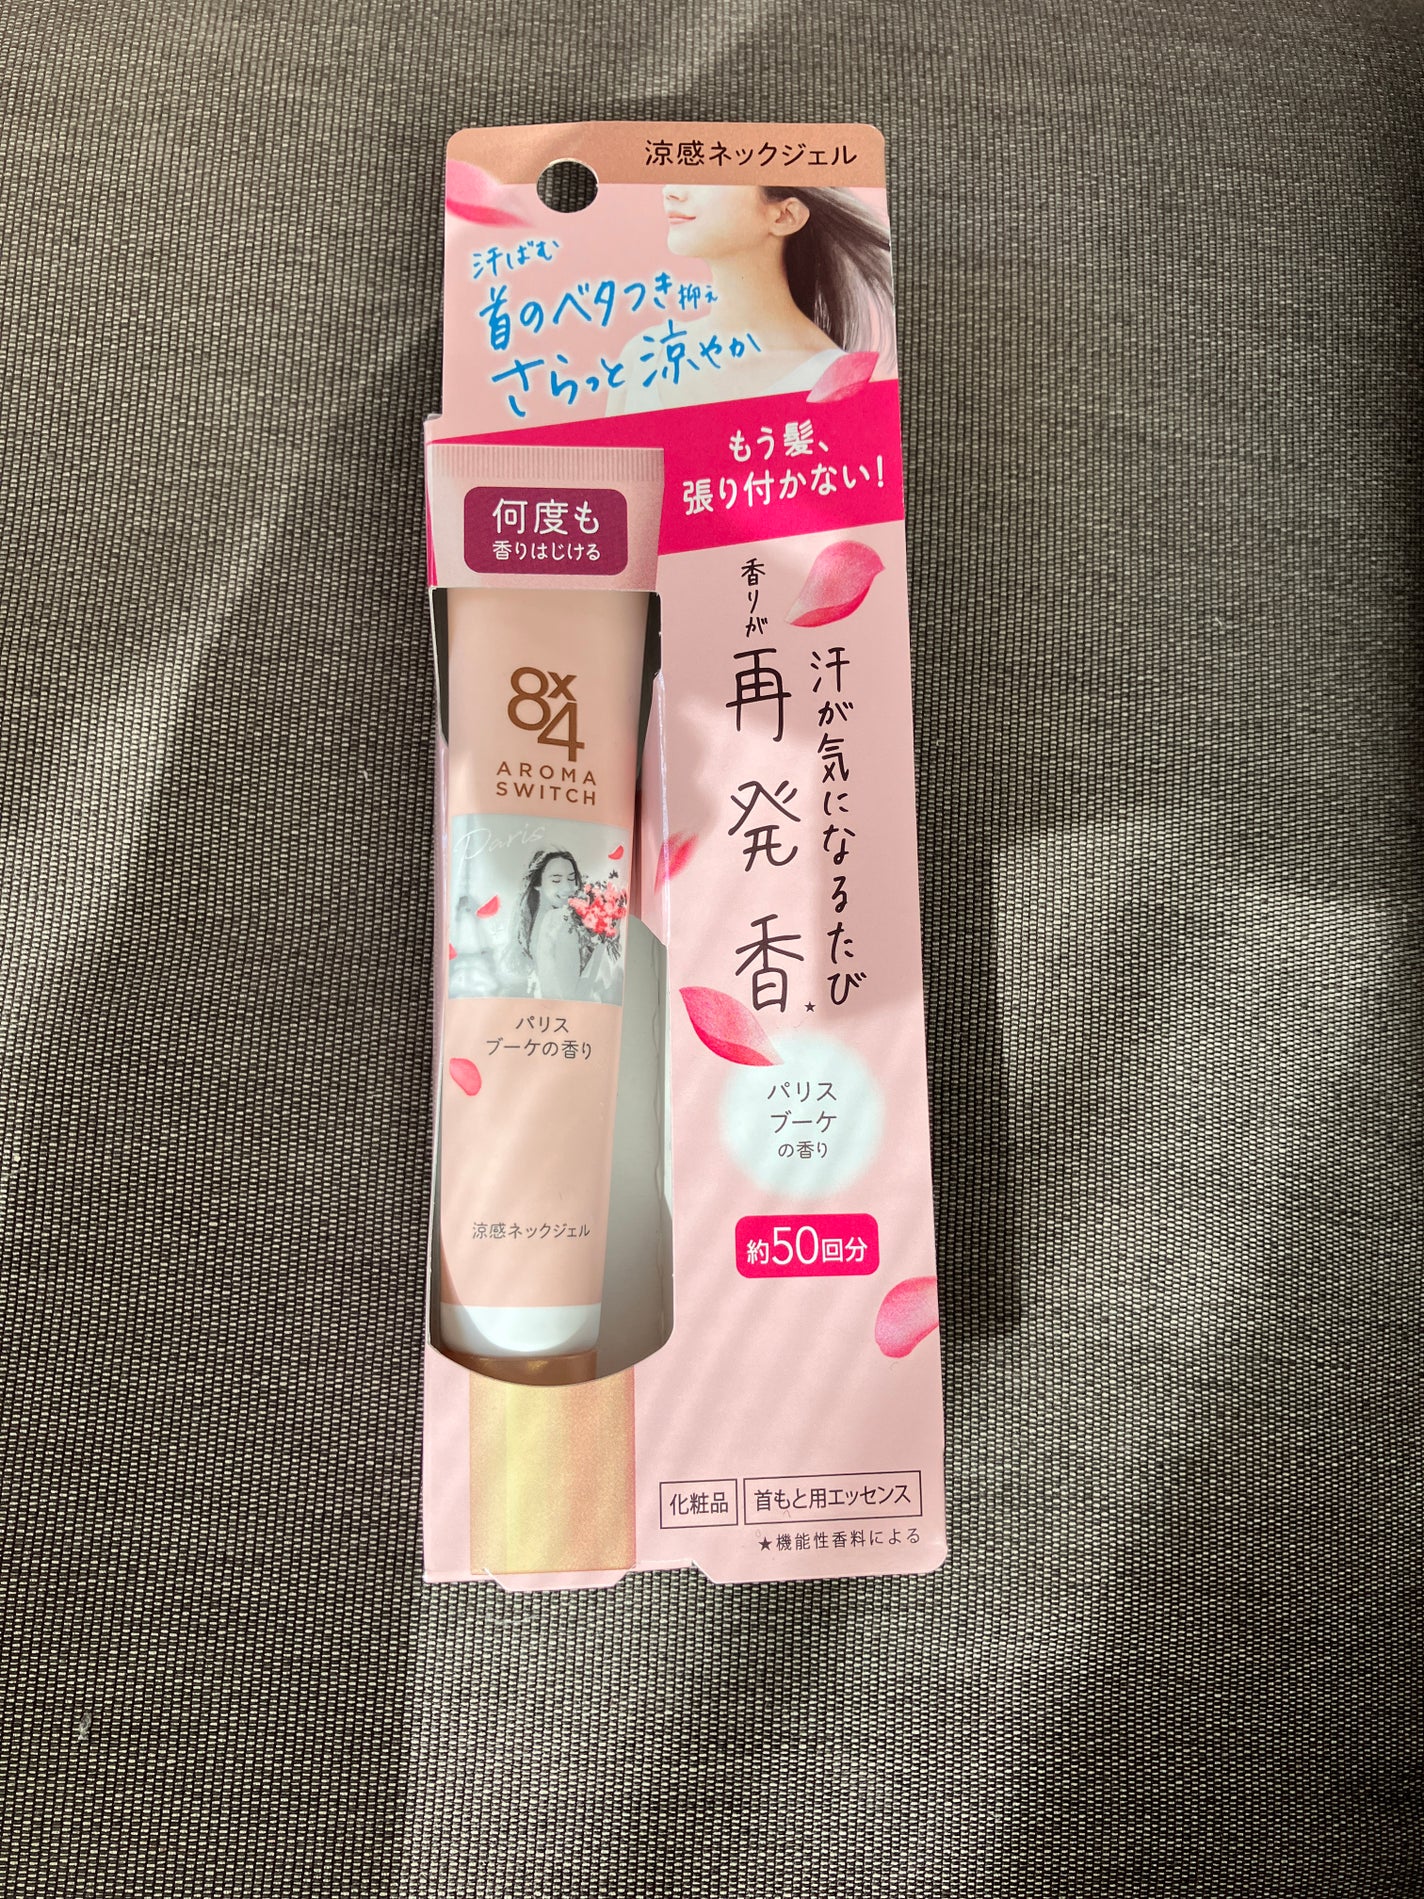 涼感ネックジェル
汗ばむ
首のベタつき抑え
さらっと涼やか
もう髪、
張り付かない!
何度も
香りはじける
汗が気になるたび
香りが
再発香★
8x4
AROMA
SWITCH
Paris
パリス
ブーケの香り
涼感ネックジェル
パリス
ブーケ
の香り
約50回分
化粧品 首もと用エッセンス
★機能性香料による